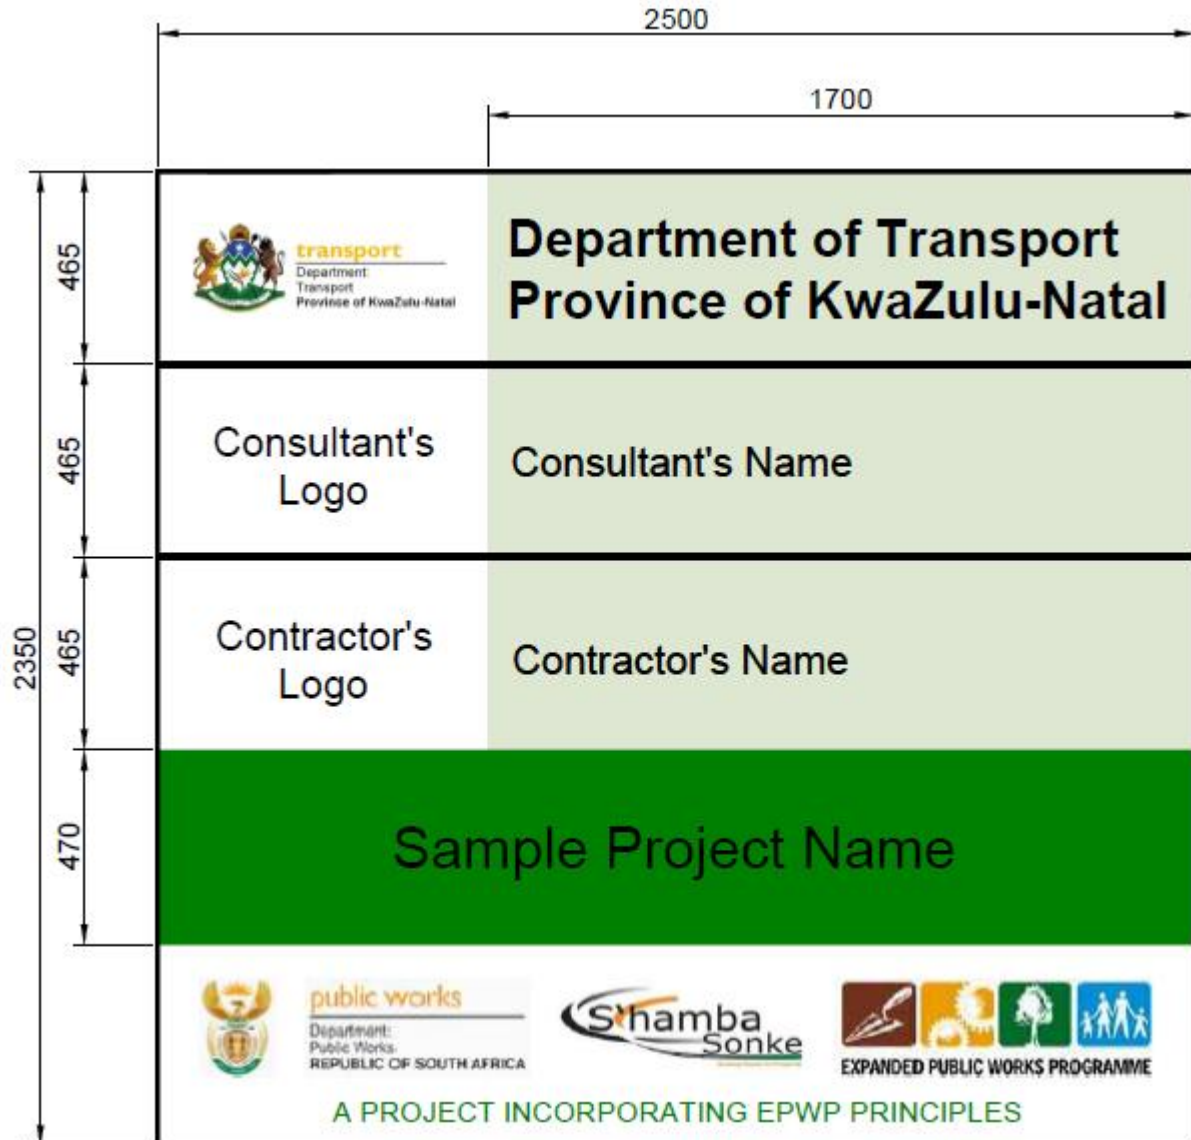 2500
1700
465
transport
Department:
Transport
Province of KwaZulu-Natal
Department of Transport
Province of KwaZulu-Natal
465
Consultant's
Logo
Consultant's Name
2350
465
Contractor's
Logo
Contractor's Name
470
Sample Project Name
public works
Department:
Public Works
REPUBLIC OF SOUTH AFRICA
S'hamba
Sonke
EXPANDED PUBLIC WORKS PROGRAMME
A PROJECT INCORPORATING EPWP PRINCIPLES